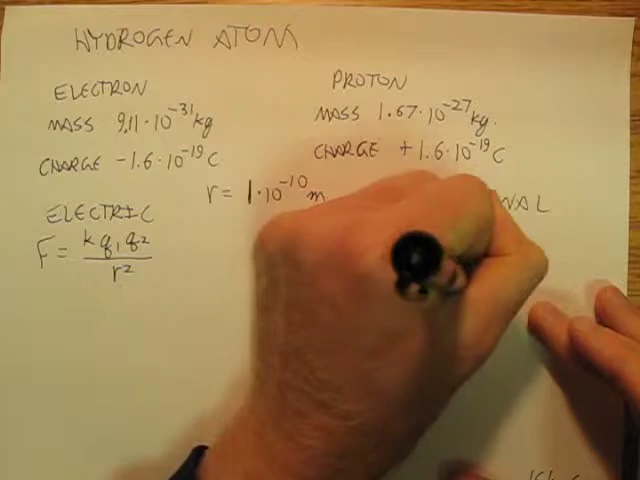 HYDROGEN ATOM
ELECTRON
MASS 9,11·10⁻³¹kg
CHARGE -1.6·10⁻¹⁹C
PROTON
MASS 1.67·10⁻²⁷kg.
CHARGE +1.6·10⁻¹⁹C
r = 1·10⁻¹⁰m
ELECTRIC
F = kq₁q₂/r²